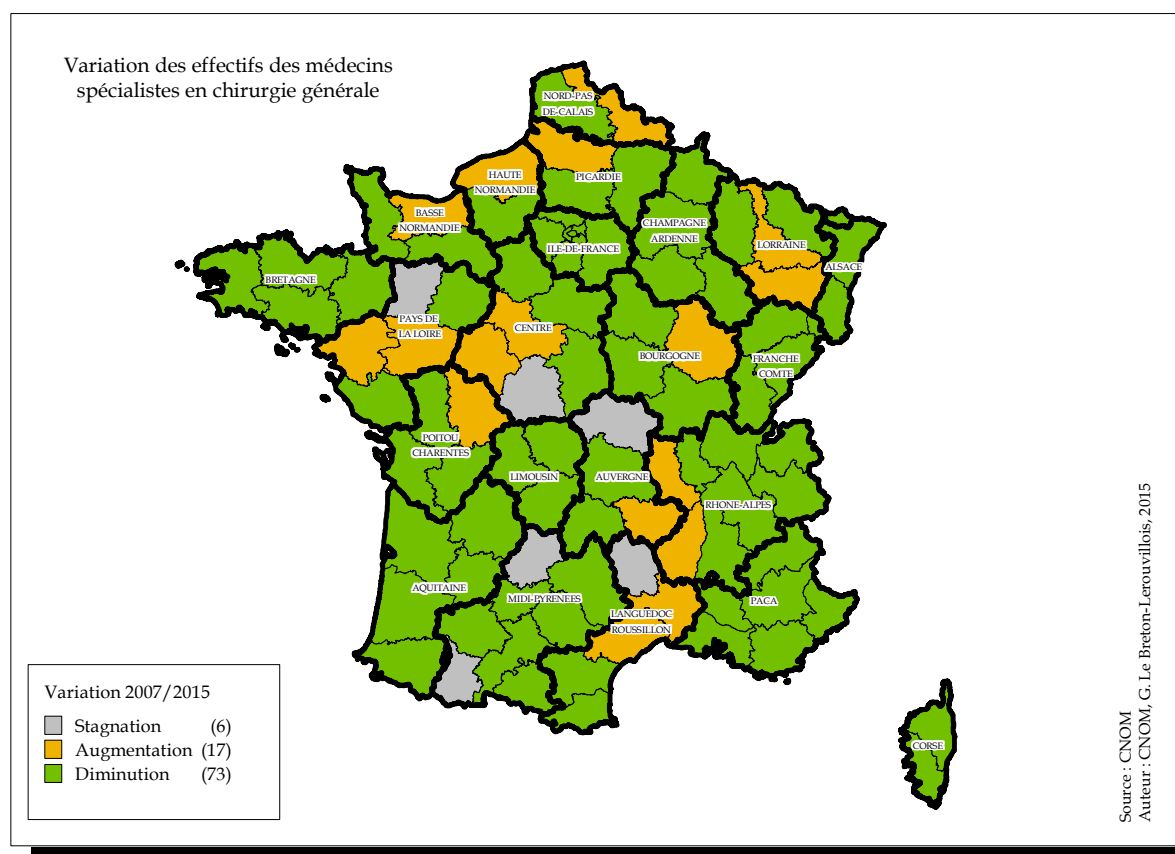 Variation des effectifs des médecins
spécialistes en chirurgie générale
NORD-PAS
DE-CALAIS
HAUTE
NORMANDIE
PICARDIE
BASSE
NORMANDIE
CHAMPAGNE
ARDENNE
LORRAINE
ILE-DE-FRANCE
ALSACE
BRETAGNE
PAYS DE
LA LOIRE
CENTRE
BOURGOGNE
FRANCHE
COMTE
POITOU
CHARENTES
LIMOUSIN
AUVERGNE
RHONE-ALPES
AQUITAINE
MIDI-PYRENEES
LANGUEDOC
ROUSSILLON
PACA
CORSE
Variation 2007/2015
Stagnation (6)
Augmentation (17)
Diminution (73)
Source : CNOM
Auteur : CNOM, G. Le Breton-Lerouvillois, 2015